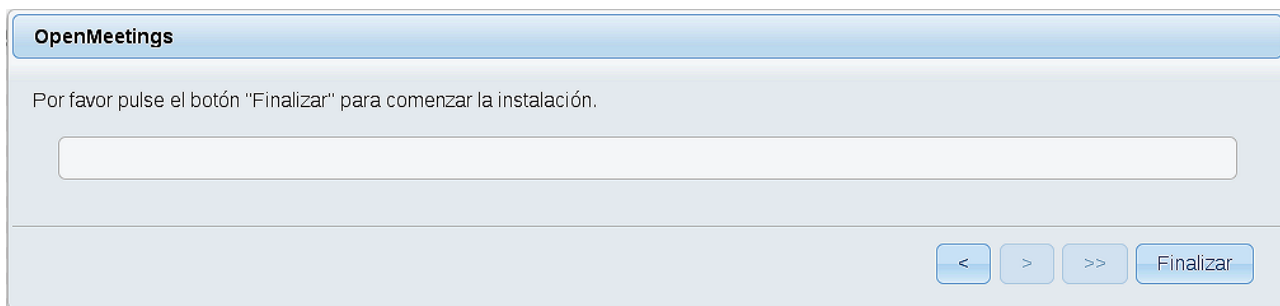 OpenMeetings
Por favor pulse el botón "Finalizar" para comenzar la instalación.
< > >> Finalizar